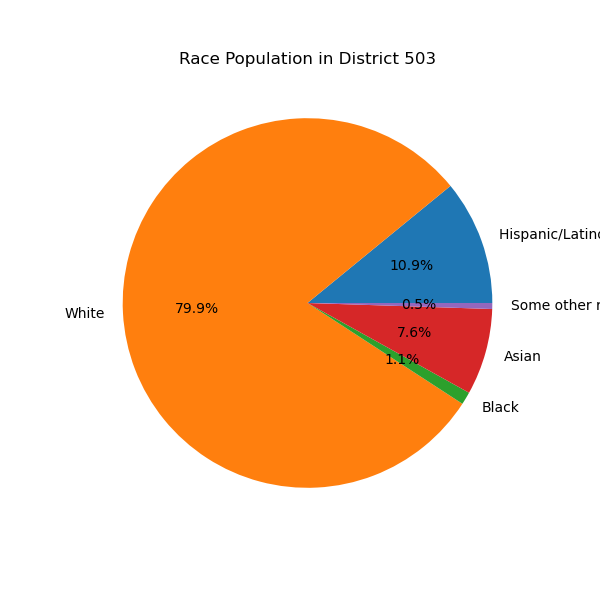 Race Population in District 503
Hispanic/Latino
10.9%
White
79.9%
0.5%
Some other
7.6%
Asian
1.1%
Black